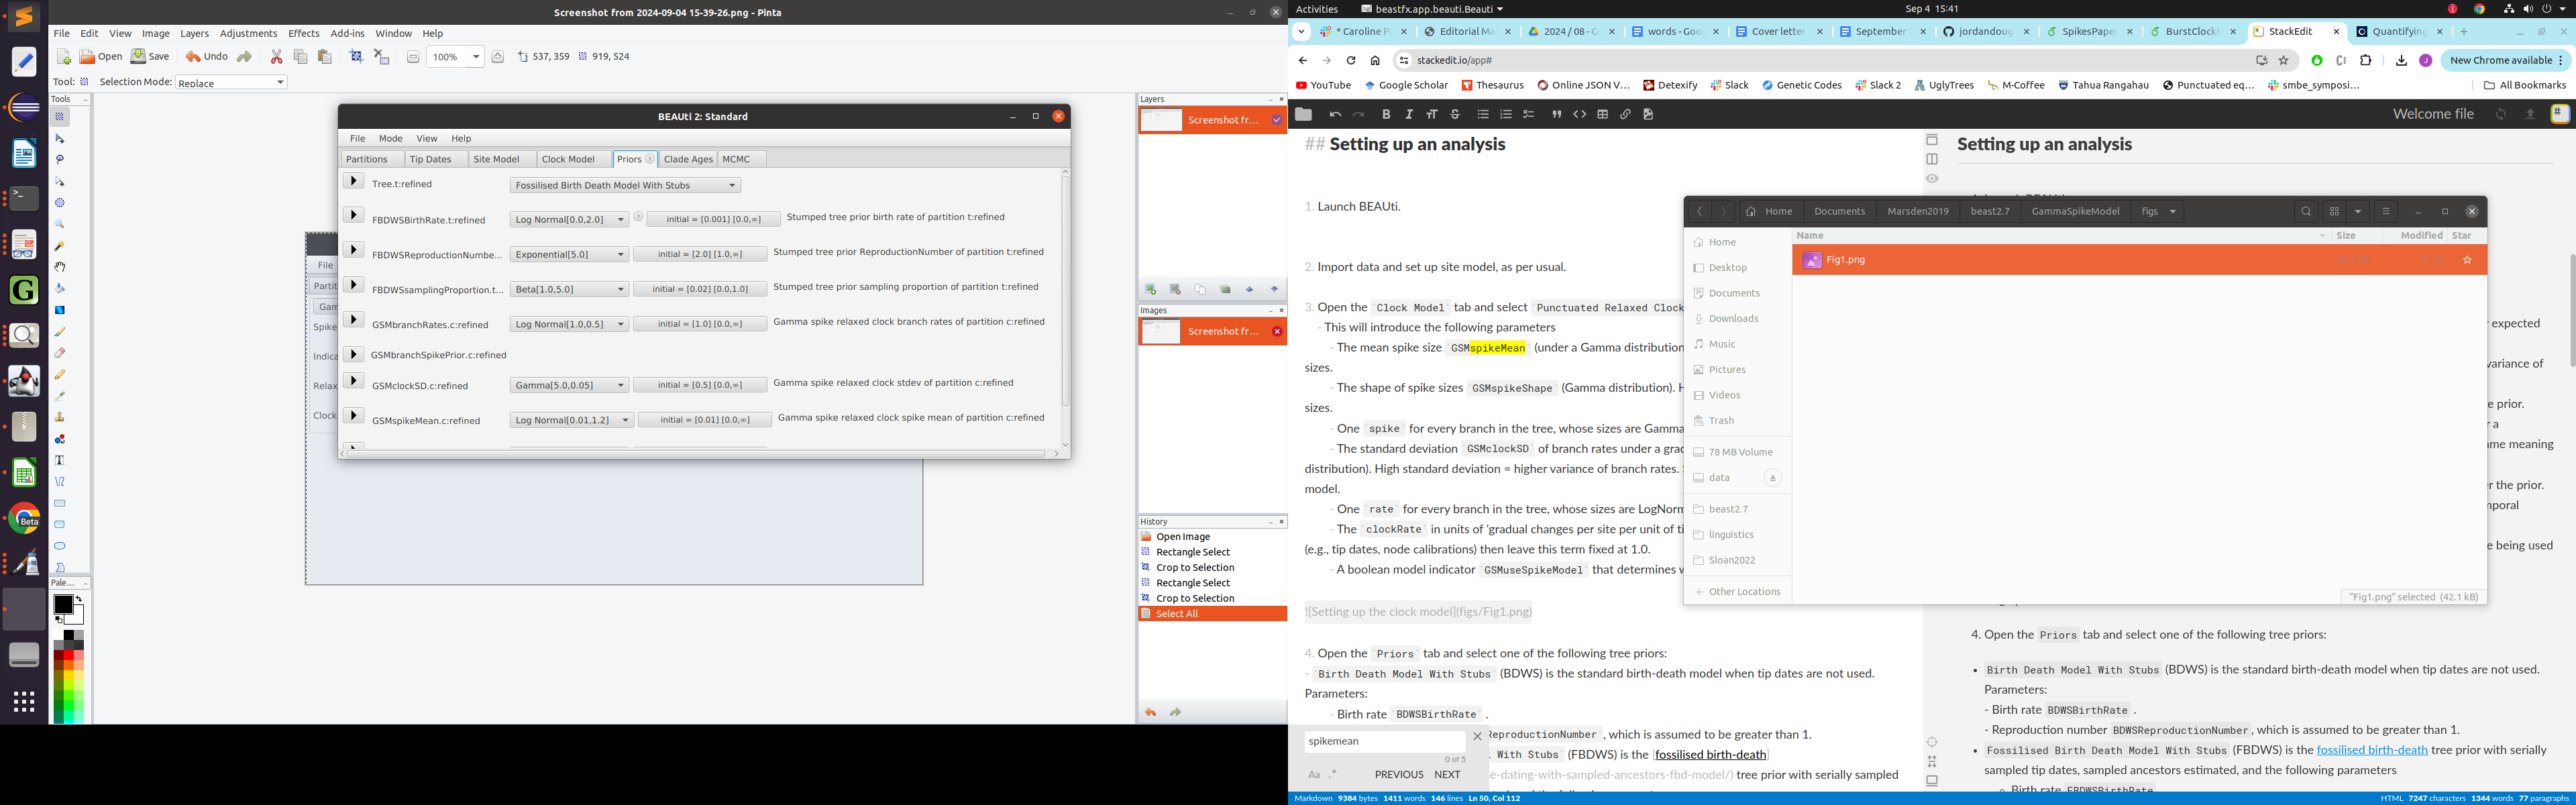 Screenshot from 2024-09-04 15-39-26.png - Pinta
File Edit View Image Layers Adjustments Effects Add-ins Window Help
Open Save Undo 100% 537, 359 919, 524
Tool: Selection Mode: Replace
Tools
Layers
Screenshot fr...
Images
Screenshot fr...
History
Open Image
Rectangle Select
Crop to Selection
Rectangle Select
Crop to Selection
Select All
Pale...
File
Partit
Gam
Spike
Indica
Relax
Clock
BEAUti 2: Standard
File Mode View Help
Partitions Tip Dates Site Model Clock Model Priors Clade Ages MCMC
Tree.t:refined Fossilised Birth Death Model With Stubs
FBDWSBirthRate.t:refined Log Normal[0.0,2.0] initial = [0.001] [0.0,∞] Stumped tree prior birth rate of partition t:refined
FBDWSReproductionNumbe... Exponential[5.0] initial = [2.0] [1.0,∞] Stumped tree prior ReproductionNumber of partition t:refined
FBDWSsamplingProportion.t... Beta[1.0,5.0] initial = [0.02] [0.0,1.0] Stumped tree prior sampling proportion of partition t:refined
GSMbranchRates.c:refined Log Normal[1.0,0.5] initial = [1.0] [0.0,∞] Gamma spike relaxed clock branch rates of partition c:refined
GSMbranchSpikePrior.c:refined
GSMclockSD.c:refined Gamma[5.0,0.05] initial = [0.5] [0.0,∞] Gamma spike relaxed clock stdev of partition c:refined
GSMspikeMean.c:refined Log Normal[0.01,1.2] initial = [0.01] [0.0,∞] Gamma spike relaxed clock spike mean of partition c:refined
Beta
Activities beastfx.app.beauti.Beauti Sep 4 15:41
* Caroline P Editorial Ma 2024 / 08 - G words - Goo Cover letter September jordandoug SpikesPaper BurstClock StackEdit Quantifying
stackedit.io/app# New Chrome available
YouTube Google Scholar Thesaurus Online JSON V... Detexify Slack Genetic Codes Slack 2 UglyTrees M-Coffee Tahua Rangahau Punctuated eq... smbe_symposi... All Bookmarks
Welcome file
## Setting up an analysis
1. Launch BEAUti.
2. Import data and set up site model, as per usual.
3. Open the `Clock Model` tab and select `Punctuated Relaxed Clock
- This will introduce the following parameters
- The mean spike size `GSMspikeMean` (under a Gamma distribution
sizes.
- The shape of spike sizes `GSMspikeShape` (Gamma distribution). H
sizes.
- One `spike` for every branch in the tree, whose sizes are Gamma
- The standard deviation `GSMclockSD` of branch rates under a grad
distribution). High standard deviation = higher variance of branch rates.
model.
- One `rate` for every branch in the tree, whose sizes are LogNorm
- The `clockRate` in units of 'gradual changes per site per unit of ti
(e.g., tip dates, node calibrations) then leave this term fixed at 1.0.
- A boolean model indicator `GSMuseSpikeModel` that determines w
![Setting up the clock model](figs/Fig1.png)
4. Open the `Priors` tab and select one of the following tree priors:
- `Birth Death Model With Stubs` (BDWS) is the standard birth-death model when tip dates are not used.
Parameters:
- Birth rate `BDWSBirthRate` .
ReproductionNumber`, which is assumed to be greater than 1.
With Stubs` (FBDWS) is the [fossilised birth-death]
e-dating-with-sampled-ancestors-fbd-model/) tree prior with serially sampled
spikemean
0 of 5
Aa .* PREVIOUS NEXT
Markdown 9384 bytes 1411 words 146 lines Ln 50, Col 112
Setting up an analysis
expected
variance of
e prior.
r a
me meaning
r the prior.
poral
e being used
Home Documents Marsden2019 beast2.7 GammaSpikeModel figs
Name Size Modified Star
Fig1.png
Home
Desktop
Documents
Downloads
Music
Pictures
Videos
Trash
78 MB Volume
data
beast2.7
linguistics
Sloan2022
Other Locations
"Fig1.png" selected (42.1 kB)
4. Open the Priors tab and select one of the following tree priors:
• Birth Death Model With Stubs (BDWS) is the standard birth-death model when tip dates are not used.
Parameters:
- Birth rate BDWSBirthRate .
- Reproduction number BDWSReproductionNumber, which is assumed to be greater than 1.
• Fossilised Birth Death Model With Stubs (FBDWS) is the fossilised birth-death tree prior with serially
sampled tip dates, sampled ancestors estimated, and the following parameters
Birth rate FBDWSBirthRate
HTML 7247 characters 1344 words 77 paragraphs